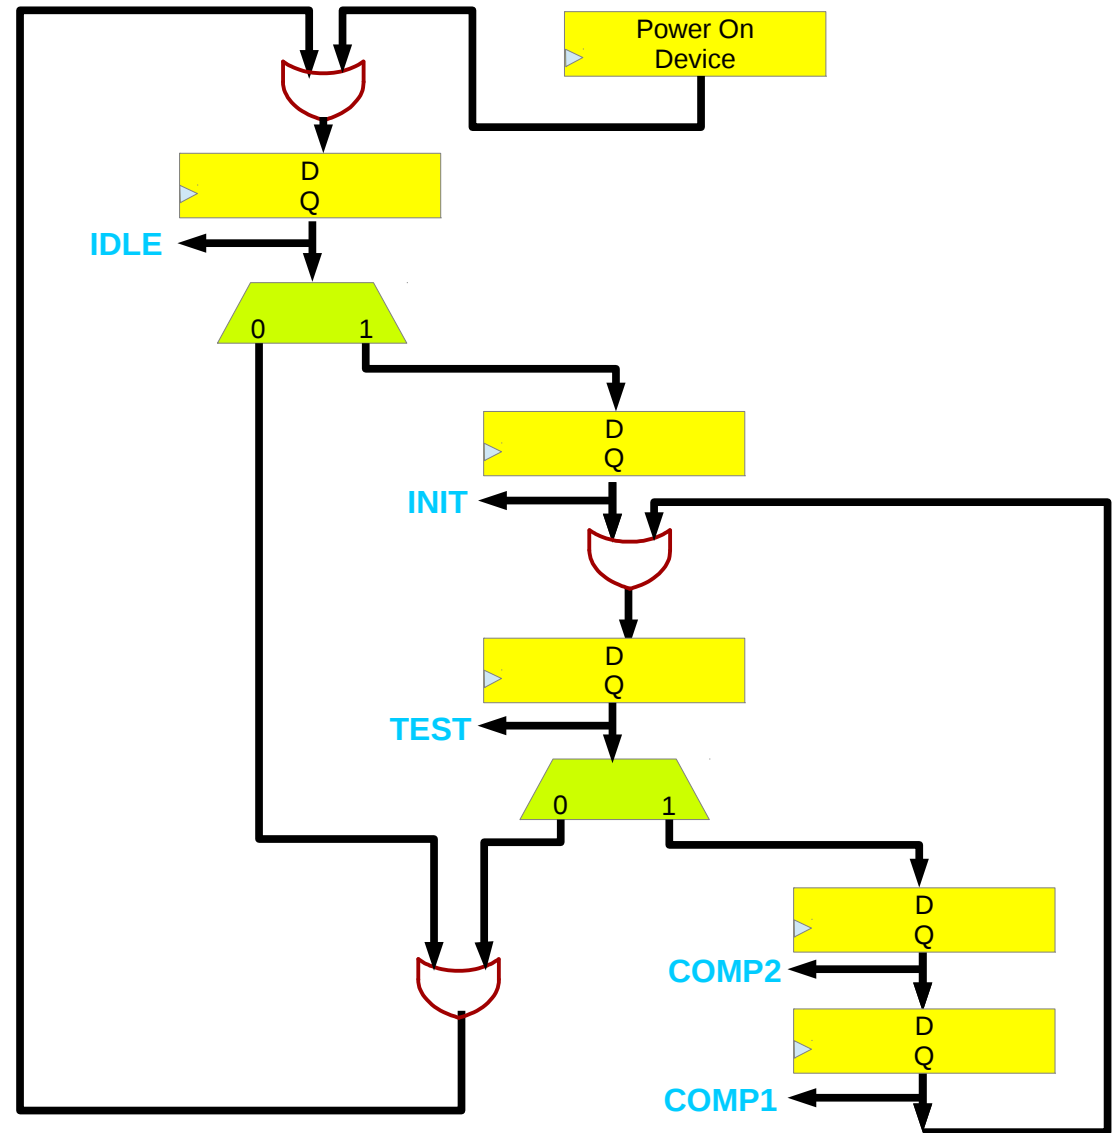 Power On
Device
D
Q
IDLE
0 1
D
Q
INIT
D
Q
TEST
0 1
D
Q
COMP2
D
Q
COMP1